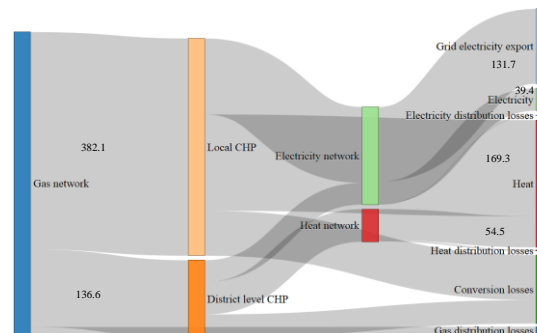 Grid electricity export
131.7
39.4
Electricity
Electricity distribution losses
382.1
Local CHP
Electricity network
169.3
Gas network
Heat
Heat network
54.5
Heat distribution losses
136.6
District level CHP
Conversion losses
Gas distribution losses